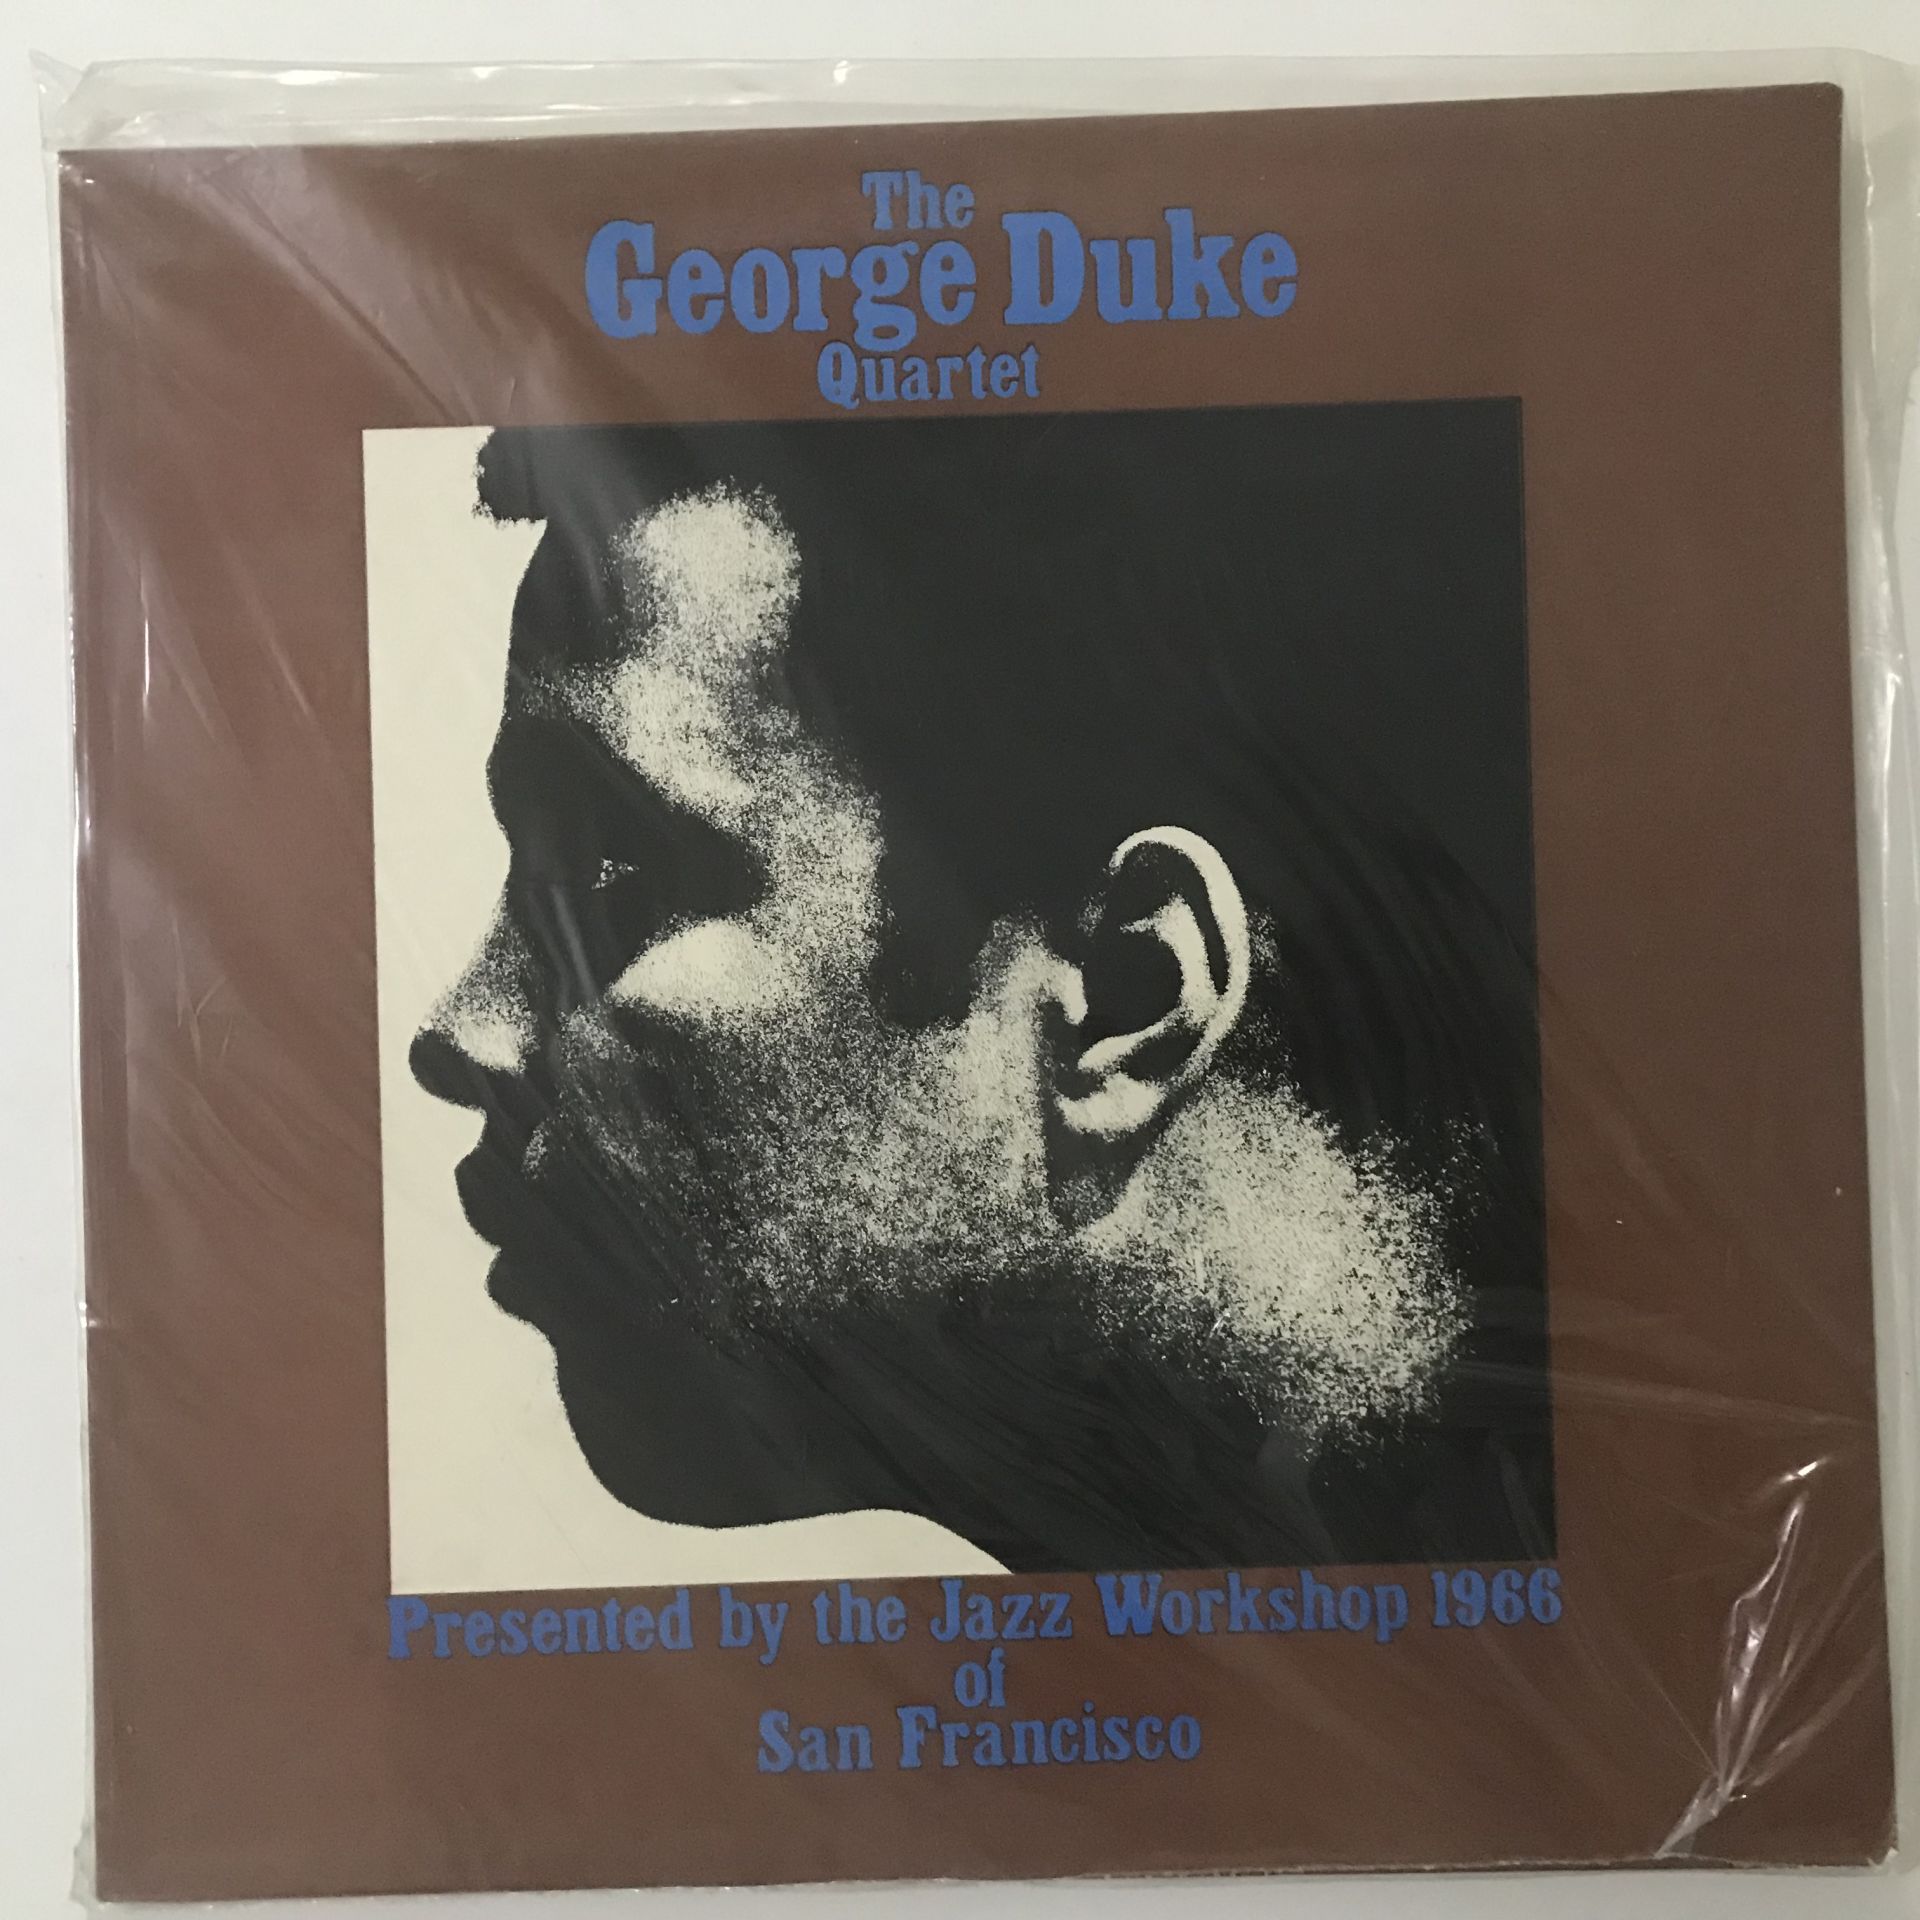 The
George Duke
Quartet
Presented by the Jazz Workshop 1966
of
San Francisco